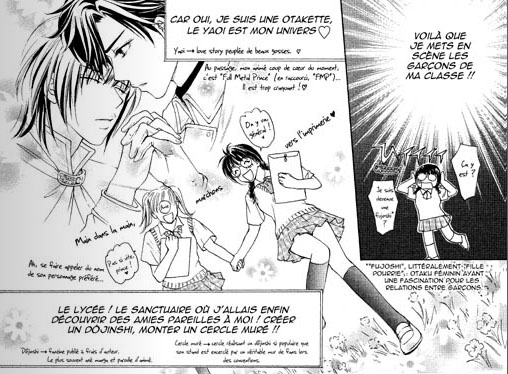 CAR OUI, JE SUIS UNE OTAKETTE,
LE YAOI EST MON UNIVERS♡
Yaoi → love story peuplée de beaux gosses. ♡
Au passage, mon animé coup de cœur du moment,
c'est "Full Metal Prince" (en raccourci, "FMP")...
Il est trop craquant !
VOILÀ QUE
JE METS EN
SCÈNE LES
GARÇONS DE
MA CLASSE !!
On y va
vers l'imprimerie ♥
marchons
Main dans la main,
Pas si vite,
Ah, se faire appeler du nom
de son personnage préféré...
Ça y
est ?
Je suis
devenue
une
fujoshi*
*"FUJOSHI", LITTÉRALEMENT "FILLE
POURRIE", : OTAKU FÉMININ AYANT
UNE FASCINATION POUR LES
RELATIONS ENTRE GARÇONS.
LE LYCÉE ! LE SANCTUAIRE OÙ J'ALLAIS ENFIN
DÉCOUVRIR DES AMIES PAREILLES À MOI ! CRÉER
UN DÔJINSHI, MONTER UN CERCLE MURÉ !!
Dôjinshi → fanzine publié à frais d'auteur.
Le plus souvent une manga et parodie d'animé.
Cercle muré → cercle réalisant un dôjinshi si populaire que
son stand est encerclé par un véritable mur de fans lors
des conventions.